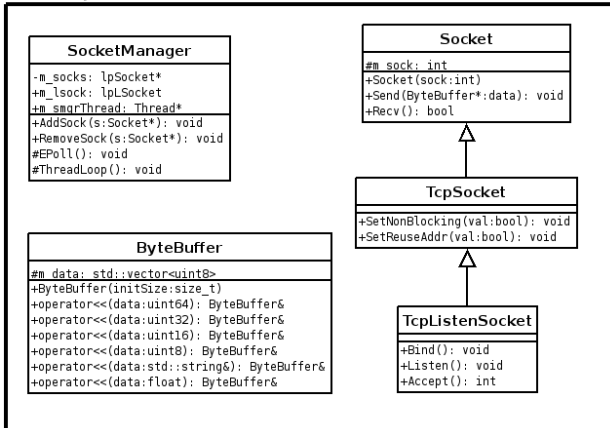 SocketManager
-m_socks: lpSocket*
+m_lsock: lpLSocket
+m_smgrThread: Thread*
+AddSock(s:Socket*): void
+RemoveSock(s:Socket*): void
#EPoll(): void
#ThreadLoop(): void
Socket
#m_sock: int
+Socket(sock:int)
+Send(ByteBuffer*:data): void
+Recv(): bool
TcpSocket
+SetNonBlocking(val:bool): void
+SetReuseAddr(val:bool): void
ByteBuffer
#m_data: std::vector<uint8>
+ByteBuffer(initSize:size_t)
+operator<<(data:uint64): ByteBuffer&
+operator<<(data:uint32): ByteBuffer&
+operator<<(data:uint16): ByteBuffer&
+operator<<(data:uint8): ByteBuffer&
+operator<<(data:std::string&): ByteBuffer&
+operator<<(data:float): ByteBuffer&
TcpListenSocket
+Bind(): void
+Listen(): void
+Accept(): int